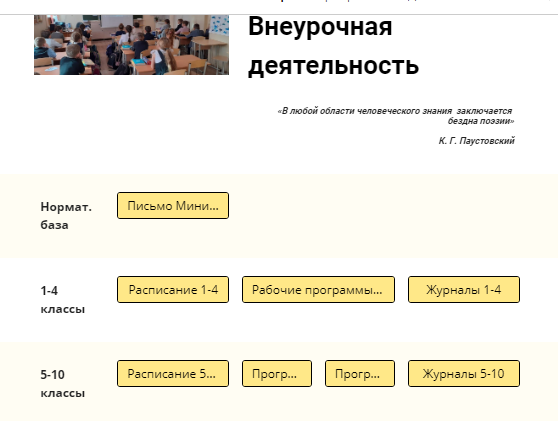 Внеурочная
деятельность
«В любой области человеческого знания заключается
бездна поэзии»
К. Г. Паустовский
Нормат.
база
Письмо Мини...
1-4
классы
Расписание 1-4
Рабочие программы...
Журналы 1-4
5-10
классы
Расписание 5...
Прогр...
Прогр...
Журналы 5-10